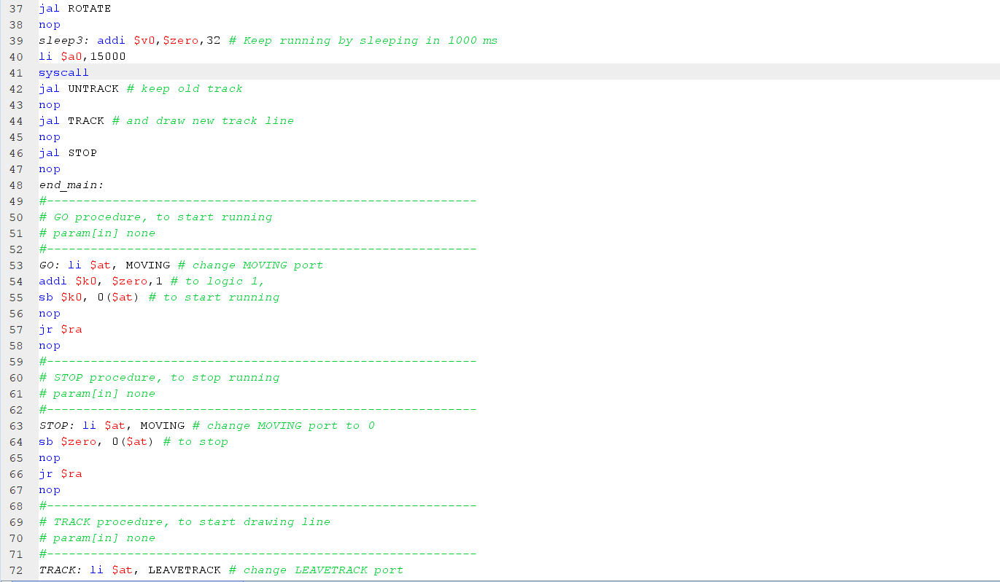 37 jal ROTATE
38 nop
39 sleep3: addi $v0,$zero,32 # Keep running by sleeping in 1000 ms
40 li $a0,15000
41 syscall
42 jal UNTRACK # keep old track
43 nop
44 jal TRACK # and draw new track line
45 nop
46 jal STOP
47 nop
48 end_main:
49 #-----------------------------------------------------------
50 # GO procedure, to start running
51 # param[in] none
52 #-----------------------------------------------------------
53 GO: li $at, MOVING # change MOVING port
54 addi $k0, $zero,1 # to logic 1,
55 sb $k0, 0($at) # to start running
56 nop
57 jr $ra
58 nop
59 #-----------------------------------------------------------
60 # STOP procedure, to stop running
61 # param[in] none
62 #-----------------------------------------------------------
63 STOP: li $at, MOVING # change MOVING port to 0
64 sb $zero, 0($at) # to stop
65 nop
66 jr $ra
67 nop
68 #-----------------------------------------------------------
69 # TRACK procedure, to start drawing line
70 # param[in] none
71 #-----------------------------------------------------------
72 TRACK: li $at, LEAVETRACK # change LEAVETRACK port